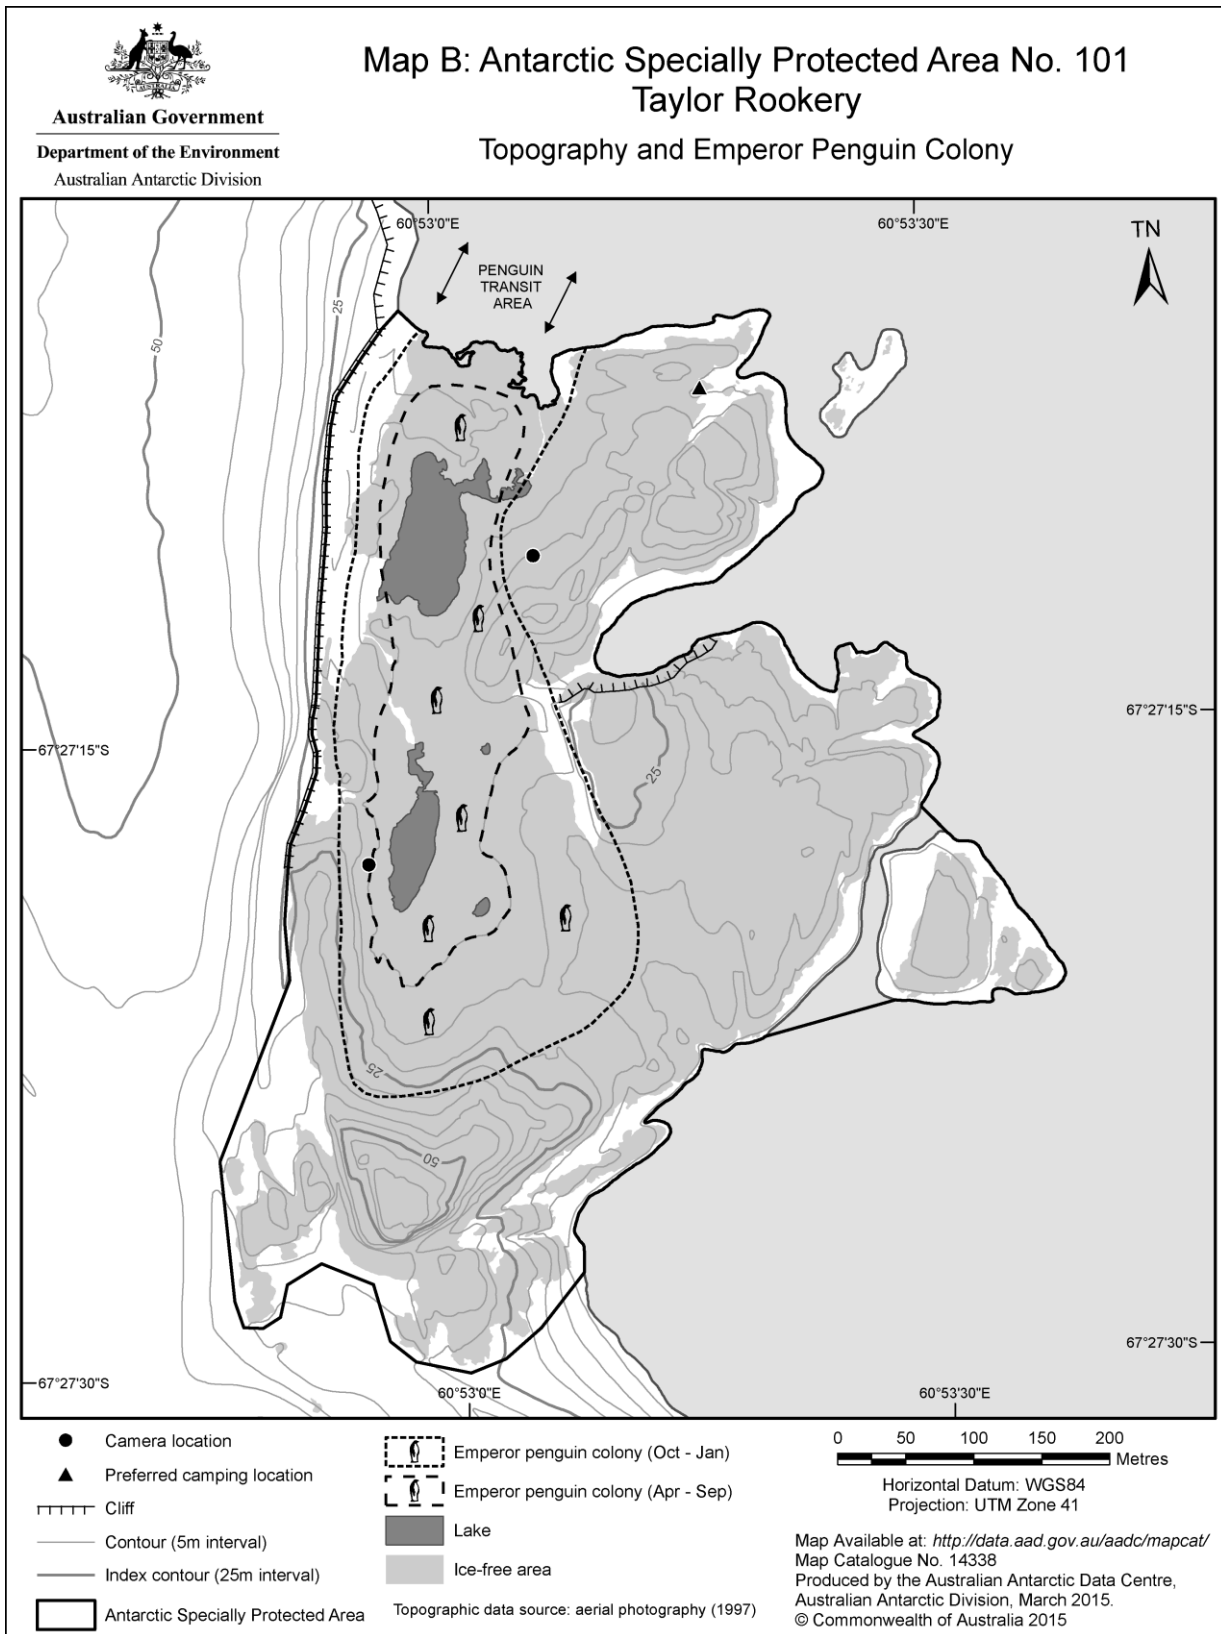 AUSTRALIA
Australian Government
Department of the Environment
Australian Antarctic Division
Map B: Antarctic Specially Protected Area No. 101
Taylor Rookery
Topography and Emperor Penguin Colony
60°53'0"E
60°53'30"E
TN
PENGUIN
TRANSIT
AREA
25
50
67°27'15"S
67°27'15"S
25
25
50
67°27'30"S
67°27'30"S
60°53'0"E
60°53'30"E
Camera location
Preferred camping location
Cliff
Contour (5m interval)
Index contour (25m interval)
Antarctic Specially Protected Area
Emperor penguin colony (Oct - Jan)
Emperor penguin colony (Apr - Sep)
Lake
Ice-free area
Topographic data source: aerial photography (1997)
0 50 100 150 200
Metres
Horizontal Datum: WGS84
Projection: UTM Zone 41
Map Available at: http://data.aad.gov.au/aadc/mapcat/
Map Catalogue No. 14338
Produced by the Australian Antarctic Data Centre,
Australian Antarctic Division, March 2015.
© Commonwealth of Australia 2015